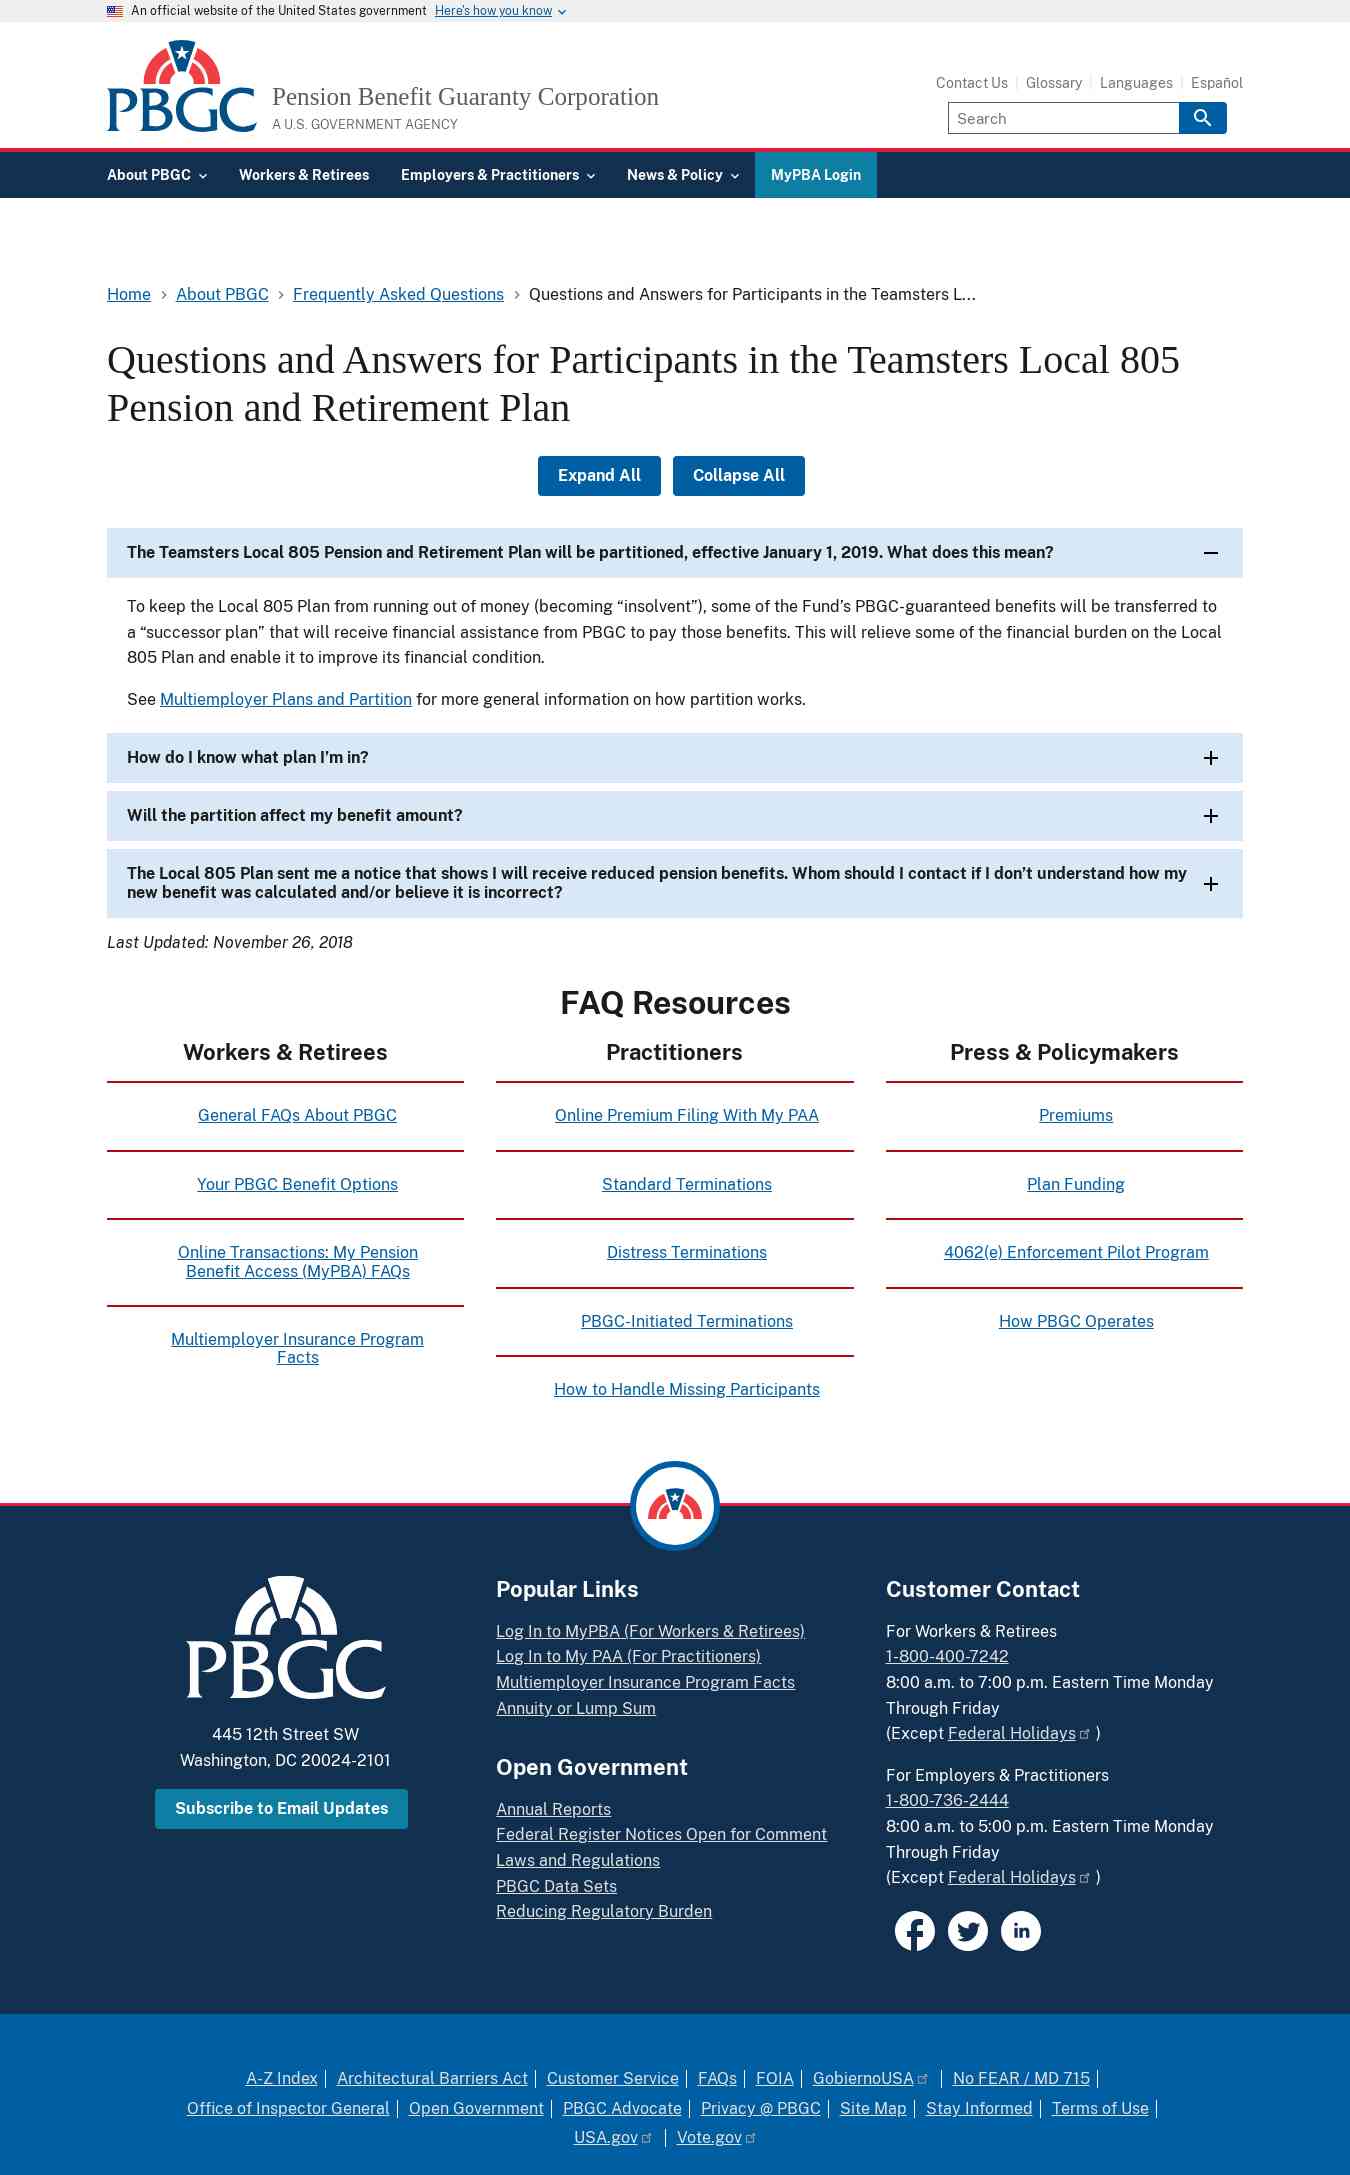 An official website of the United States government Here's how you know
PBGC
Pension Benefit Guaranty Corporation
A U.S. GOVERNMENT AGENCY
Contact Us Glossary Languages Español
Search
About PBGC Workers & Retirees Employers & Practitioners News & Policy MyPBA Login
Home About PBGC Frequently Asked Questions Questions and Answers for Participants in the Teamsters L...
Questions and Answers for Participants in the Teamsters Local 805
Pension and Retirement Plan
Expand All Collapse All
The Teamsters Local 805 Pension and Retirement Plan will be partitioned, effective January 1, 2019. What does this mean?
To keep the Local 805 Plan from running out of money (becoming “insolvent”), some of the Fund’s PBGC-guaranteed benefits will be transferred to
a “successor plan” that will receive financial assistance from PBGC to pay those benefits. This will relieve some of the financial burden on the Local
805 Plan and enable it to improve its financial condition.
See Multiemployer Plans and Partition for more general information on how partition works.
How do I know what plan I’m in?
Will the partition affect my benefit amount?
The Local 805 Plan sent me a notice that shows I will receive reduced pension benefits. Whom should I contact if I don’t understand how my
new benefit was calculated and/or believe it is incorrect?
Last Updated: November 26, 2018
FAQ Resources
Workers & Retirees
General FAQs About PBGC
Your PBGC Benefit Options
Online Transactions: My Pension
Benefit Access (MyPBA) FAQs
Multiemployer Insurance Program
Facts
Practitioners
Online Premium Filing With My PAA
Standard Terminations
Distress Terminations
PBGC-Initiated Terminations
How to Handle Missing Participants
Press & Policymakers
Premiums
Plan Funding
4062(e) Enforcement Pilot Program
How PBGC Operates
PBGC
445 12th Street SW
Washington, DC 20024-2101
Subscribe to Email Updates
Popular Links
Log In to MyPBA (For Workers & Retirees)
Log In to My PAA (For Practitioners)
Multiemployer Insurance Program Facts
Annuity or Lump Sum
Open Government
Annual Reports
Federal Register Notices Open for Comment
Laws and Regulations
PBGC Data Sets
Reducing Regulatory Burden
Customer Contact
For Workers & Retirees
1-800-400-7242
8:00 a.m. to 7:00 p.m. Eastern Time Monday
Through Friday
(Except Federal Holidays )
For Employers & Practitioners
1-800-736-2444
8:00 a.m. to 5:00 p.m. Eastern Time Monday
Through Friday
(Except Federal Holidays )
in
A-Z Index Architectural Barriers Act Customer Service FAQs FOIA GobiernoUSA No FEAR / MD 715
Office of Inspector General Open Government PBGC Advocate Privacy @ PBGC Site Map Stay Informed Terms of Use
USA.gov Vote.gov